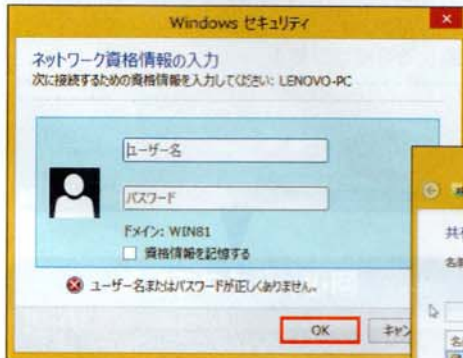 Windows セキュリティ
ネットワーク資格情報の入力
次に接続するための資格情報を入力してください: LENOVO-PC
ユーザー名
パスワード
ドメイン: WIN81
資格情報を記憶する
ユーザー名またはパスワードが正しくありません。
OK
キャン
共有